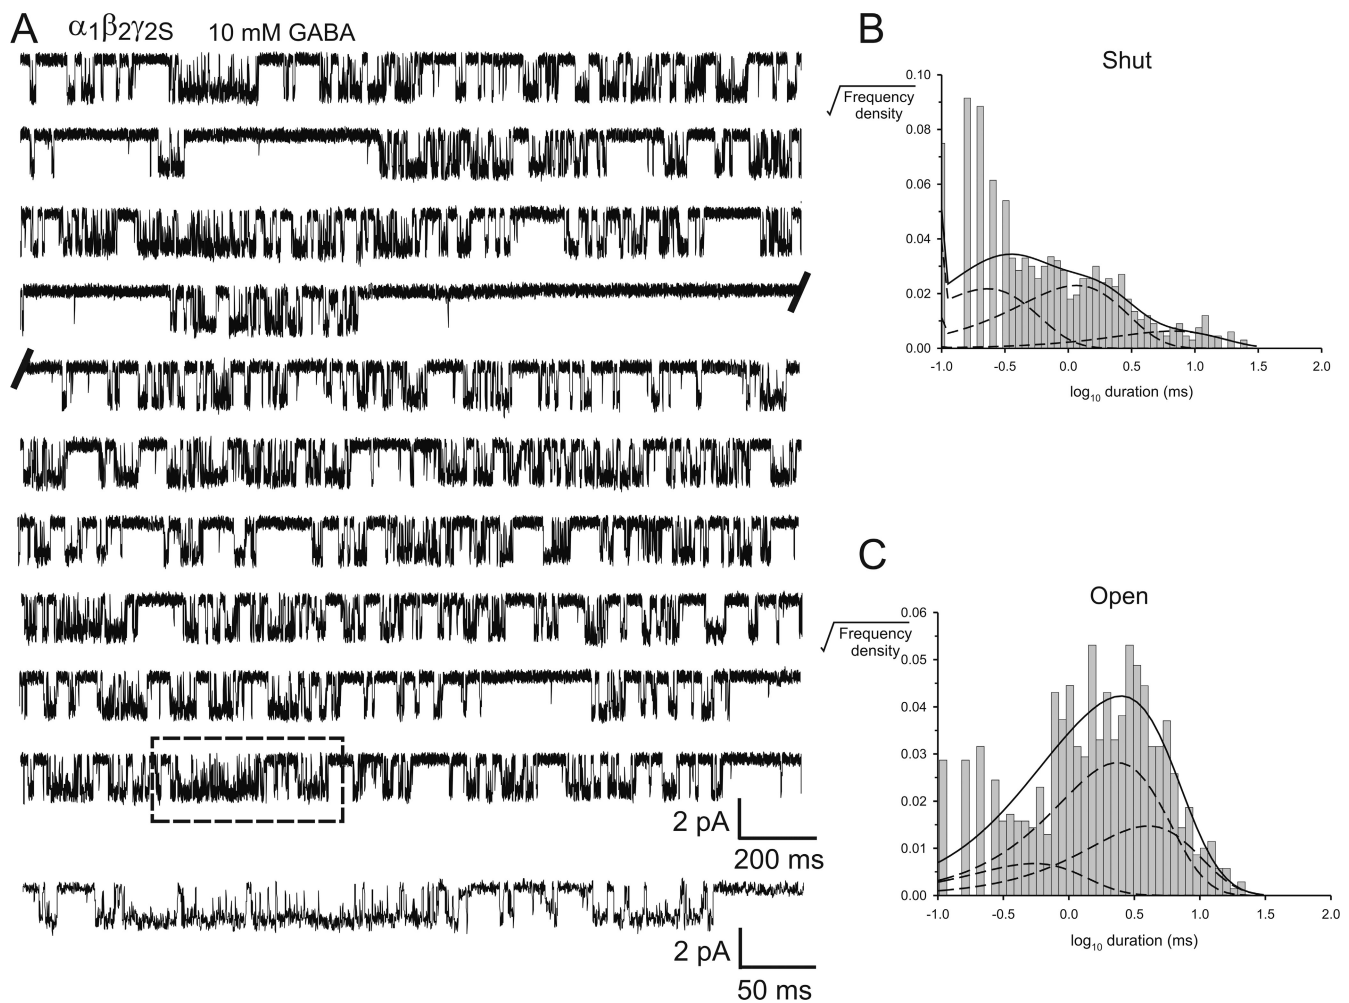 A
α1β2γ2S 10 mM GABA
2 pA
200 ms
2 pA
50 ms
B
Shut
√Frequency
density
0.10
0.08
0.06
0.04
0.02
0.00
-1.0 -0.5 0.0 0.5 1.0 1.5 2.0
log10 duration (ms)
C
Open
√Frequency
density
0.06
0.05
0.04
0.03
0.02
0.01
0.00
-1.0 -0.5 0.0 0.5 1.0 1.5 2.0
log10 duration (ms)